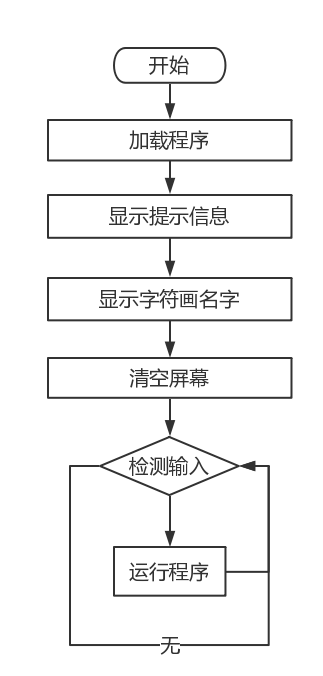 开始
加载程序
显示提示信息
显示字符画名字
清空屏幕
检测输入
运行程序
无